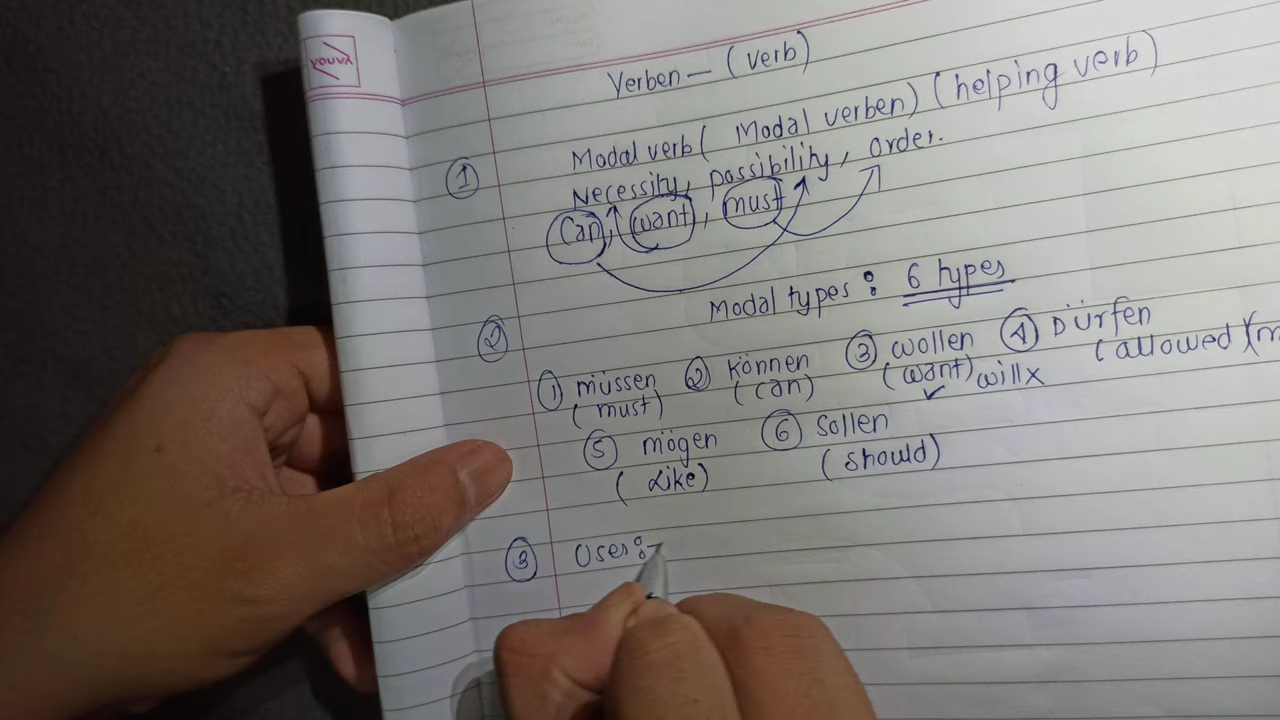 YOUVA
Verben – (verb)
① Modal verb ( Modal verben) (helping verb)
Necessity, possibility, order.
Can, want, must
② Modal types: 6 types
① müssen ② können ③ wollen ④ DÜrfen
(must) (can) (want) will x (allowed) (m
⑤ mögen ⑥ Sollen
( Like) ( should)
③ Uses:-